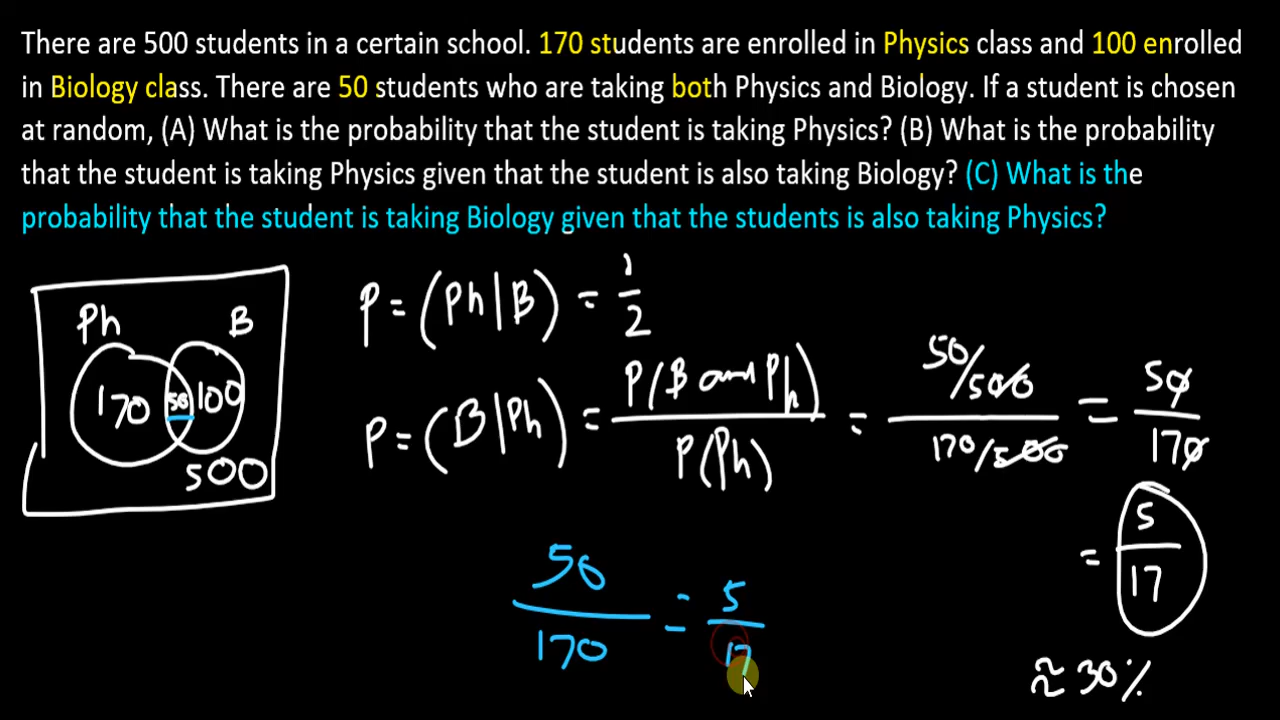 There are 500 students in a certain school. 170 students are enrolled in Physics class and 100 enrolled
in Biology class. There are 50 students who are taking both Physics and Biology. If a student is chosen
at random, (A) What is the probability that the student is taking Physics? (B) What is the probability
that the student is taking Physics given that the student is also taking Biology? (C) What is the
probability that the student is taking Biology given that the students is also taking Physics?
Ph B
170 50 100
500
P = (Ph|B) = 1/2
P = (B|Ph) = P(B and Ph) / P(Ph) = 50/500 / 170/500 = 50/170
= 5/17
50/170 = 5/17
≈ 30%